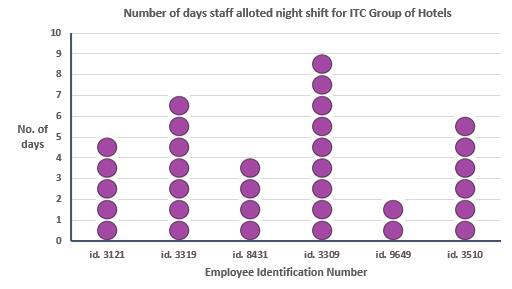 Number of days staff alloted night shift for ITC Group of Hotels
10
9
8
7
6
5
4
3
2
1
0
No. of
days
id. 3121 id. 3319 id. 8431 id. 3309 id. 9649 id. 3510
Employee Identification Number